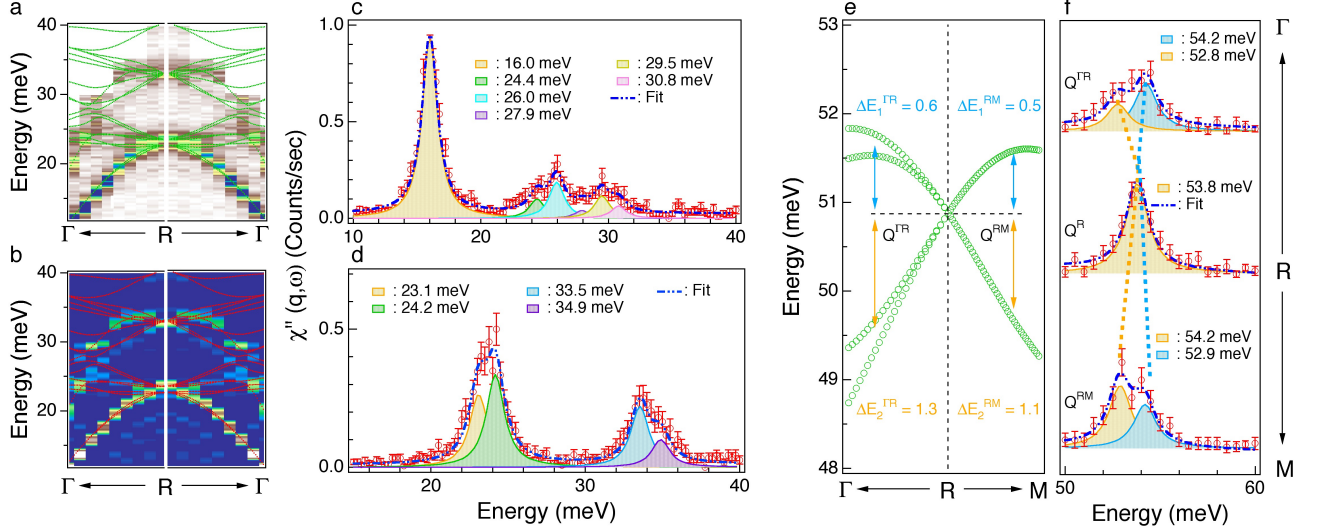 a
40
30
20
Energy (meV)
Γ
R
Γ
b
40
30
20
Energy (meV)
Γ
R
Γ
c
1.0
0.5
0.0
: 16.0 meV
: 24.4 meV
: 26.0 meV
: 27.9 meV
: 29.5 meV
: 30.8 meV
: Fit
10
20
30
40
χ" (q,ω) (Counts/sec)
d
0.5
0.0
: 23.1 meV
: 24.2 meV
: 33.5 meV
: 34.9 meV
: Fit
20
30
40
Energy (meV)
e
53
52
51
50
49
48
Energy (meV)
ΔE₁ᴦᴿ = 0.6
ΔE₁ᴿᴹ = 0.5
Qᴦᴿ
Qᴿᴹ
ΔE₂ᴦᴿ = 1.3
ΔE₂ᴿᴹ = 1.1
Γ
R
M
f
: 54.2 meV
: 52.8 meV
Qᴦᴿ
: 53.8 meV
: Fit
Qᴿ
: 54.2 meV
: 52.9 meV
Qᴿᴹ
50
60
Energy (meV)
Γ
R
M